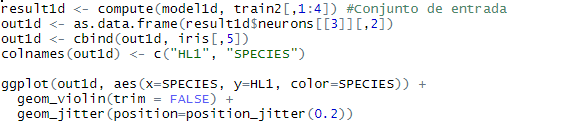 result1d <- compute(model1d, train2[,1:4]) #Conjunto de entrada
out1d <- as.data.frame(result1d$neurons[[3]][,2])
out1d <- cbind(out1d, iris[,5])
colnames(out1d) <- c("HL1", "SPECIES")

ggplot(out1d, aes(x=SPECIES, y=HL1, color=SPECIES)) +
  geom_violin(trim = FALSE) +
  geom_jitter(position=position_jitter(0.2))